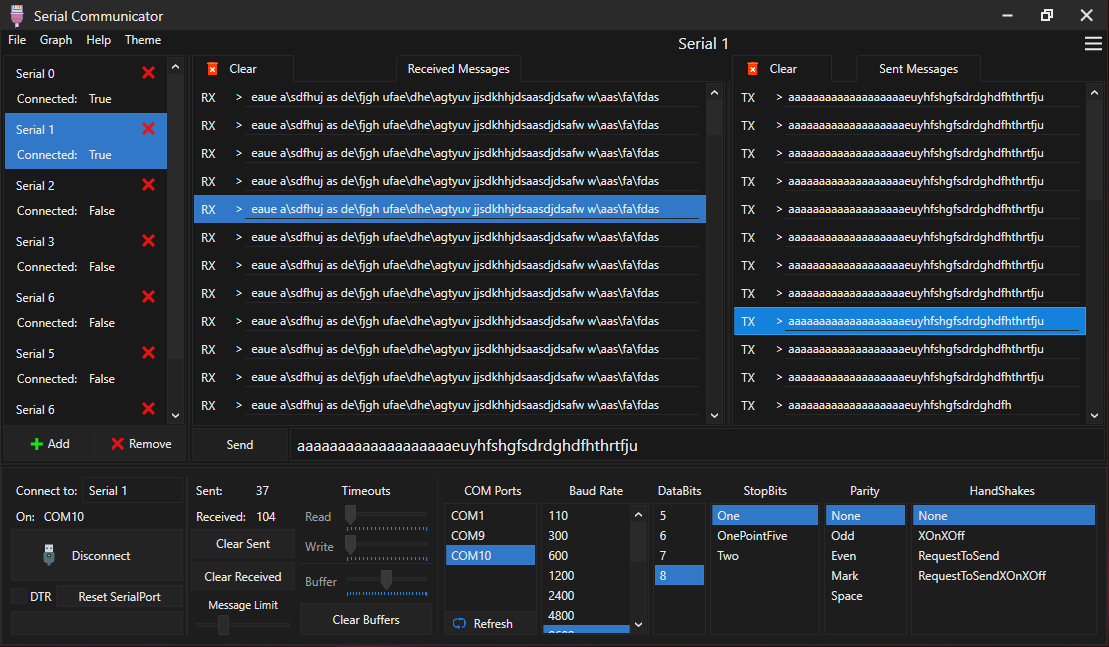 Serial Communicator
File Graph Help Theme
Serial 1
Serial 0
Connected: True
Serial 1
Connected: True
Serial 2
Connected: False
Serial 3
Connected: False
Serial 6
Connected: False
Serial 5
Connected: False
Serial 6
Add Remove
Clear Received Messages
RX > eaue a\sdfhuj as de\fjgh ufae\dhe\agtyuv jjsdkhhjdsaasdjdsafw w\aas\fa\fdas
RX > eaue a\sdfhuj as de\fjgh ufae\dhe\agtyuv jjsdkhhjdsaasdjdsafw w\aas\fa\fdas
RX > eaue a\sdfhuj as de\fjgh ufae\dhe\agtyuv jjsdkhhjdsaasdjdsafw w\aas\fa\fdas
RX > eaue a\sdfhuj as de\fjgh ufae\dhe\agtyuv jjsdkhhjdsaasdjdsafw w\aas\fa\fdas
RX > eaue a\sdfhuj as de\fjgh ufae\dhe\agtyuv jjsdkhhjdsaasdjdsafw w\aas\fa\fdas
RX > eaue a\sdfhuj as de\fjgh ufae\dhe\agtyuv jjsdkhhjdsaasdjdsafw w\aas\fa\fdas
RX > eaue a\sdfhuj as de\fjgh ufae\dhe\agtyuv jjsdkhhjdsaasdjdsafw w\aas\fa\fdas
RX > eaue a\sdfhuj as de\fjgh ufae\dhe\agtyuv jjsdkhhjdsaasdjdsafw w\aas\fa\fdas
RX > eaue a\sdfhuj as de\fjgh ufae\dhe\agtyuv jjsdkhhjdsaasdjdsafw w\aas\fa\fdas
RX > eaue a\sdfhuj as de\fjgh ufae\dhe\agtyuv jjsdkhhjdsaasdjdsafw w\aas\fa\fdas
RX > eaue a\sdfhuj as de\fjgh ufae\dhe\agtyuv jjsdkhhjdsaasdjdsafw w\aas\fa\fdas
RX > eaue a\sdfhuj as de\fjgh ufae\dhe\agtyuv jjsdkhhjdsaasdjdsafw w\aas\fa\fdas
Clear Sent Messages
TX > aaaaaaaaaaaaaaaaaaaeuyhfshgfsdrdghdfhthrtfju
TX > aaaaaaaaaaaaaaaaaaaeuyhfshgfsdrdghdfhthrtfju
TX > aaaaaaaaaaaaaaaaaaaeuyhfshgfsdrdghdfhthrtfju
TX > aaaaaaaaaaaaaaaaaaaeuyhfshgfsdrdghdfhthrtfju
TX > aaaaaaaaaaaaaaaaaaaeuyhfshgfsdrdghdfhthrtfju
TX > aaaaaaaaaaaaaaaaaaaeuyhfshgfsdrdghdfhthrtfju
TX > aaaaaaaaaaaaaaaaaaaeuyhfshgfsdrdghdfhthrtfju
TX > aaaaaaaaaaaaaaaaaaaeuyhfshgfsdrdghdfhthrtfju
TX > aaaaaaaaaaaaaaaaaaaeuyhfshgfsdrdghdfhthrtfju
TX > aaaaaaaaaaaaaaaaaaaeuyhfshgfsdrdghdfhthrtfju
TX > aaaaaaaaaaaaaaaaaaaeuyhfshgfsdrdghdfhthrtfju
TX > aaaaaaaaaaaaaaaaaaaeuyhfshgfsdrdghdfh
Send aaaaaaaaaaaaaaaaaaaeuyhfshgfsdrdghdfhthrtfju
Connect to: Serial 1
On: COM10
Disconnect
DTR Reset SerialPort
Sent: 37
Received: 104
Clear Sent
Clear Received
Message Limit
Timeouts
Read
Write
Buffer
Clear Buffers
COM Ports
COM1
COM9
COM10
Refresh
Baud Rate
110
300
600
1200
2400
4800
DataBits
5
6
7
8
StopBits
One
OnePointFive
Two
Parity
None
Odd
Even
Mark
Space
HandShakes
None
XOnXOff
RequestToSend
RequestToSendXOnXOff